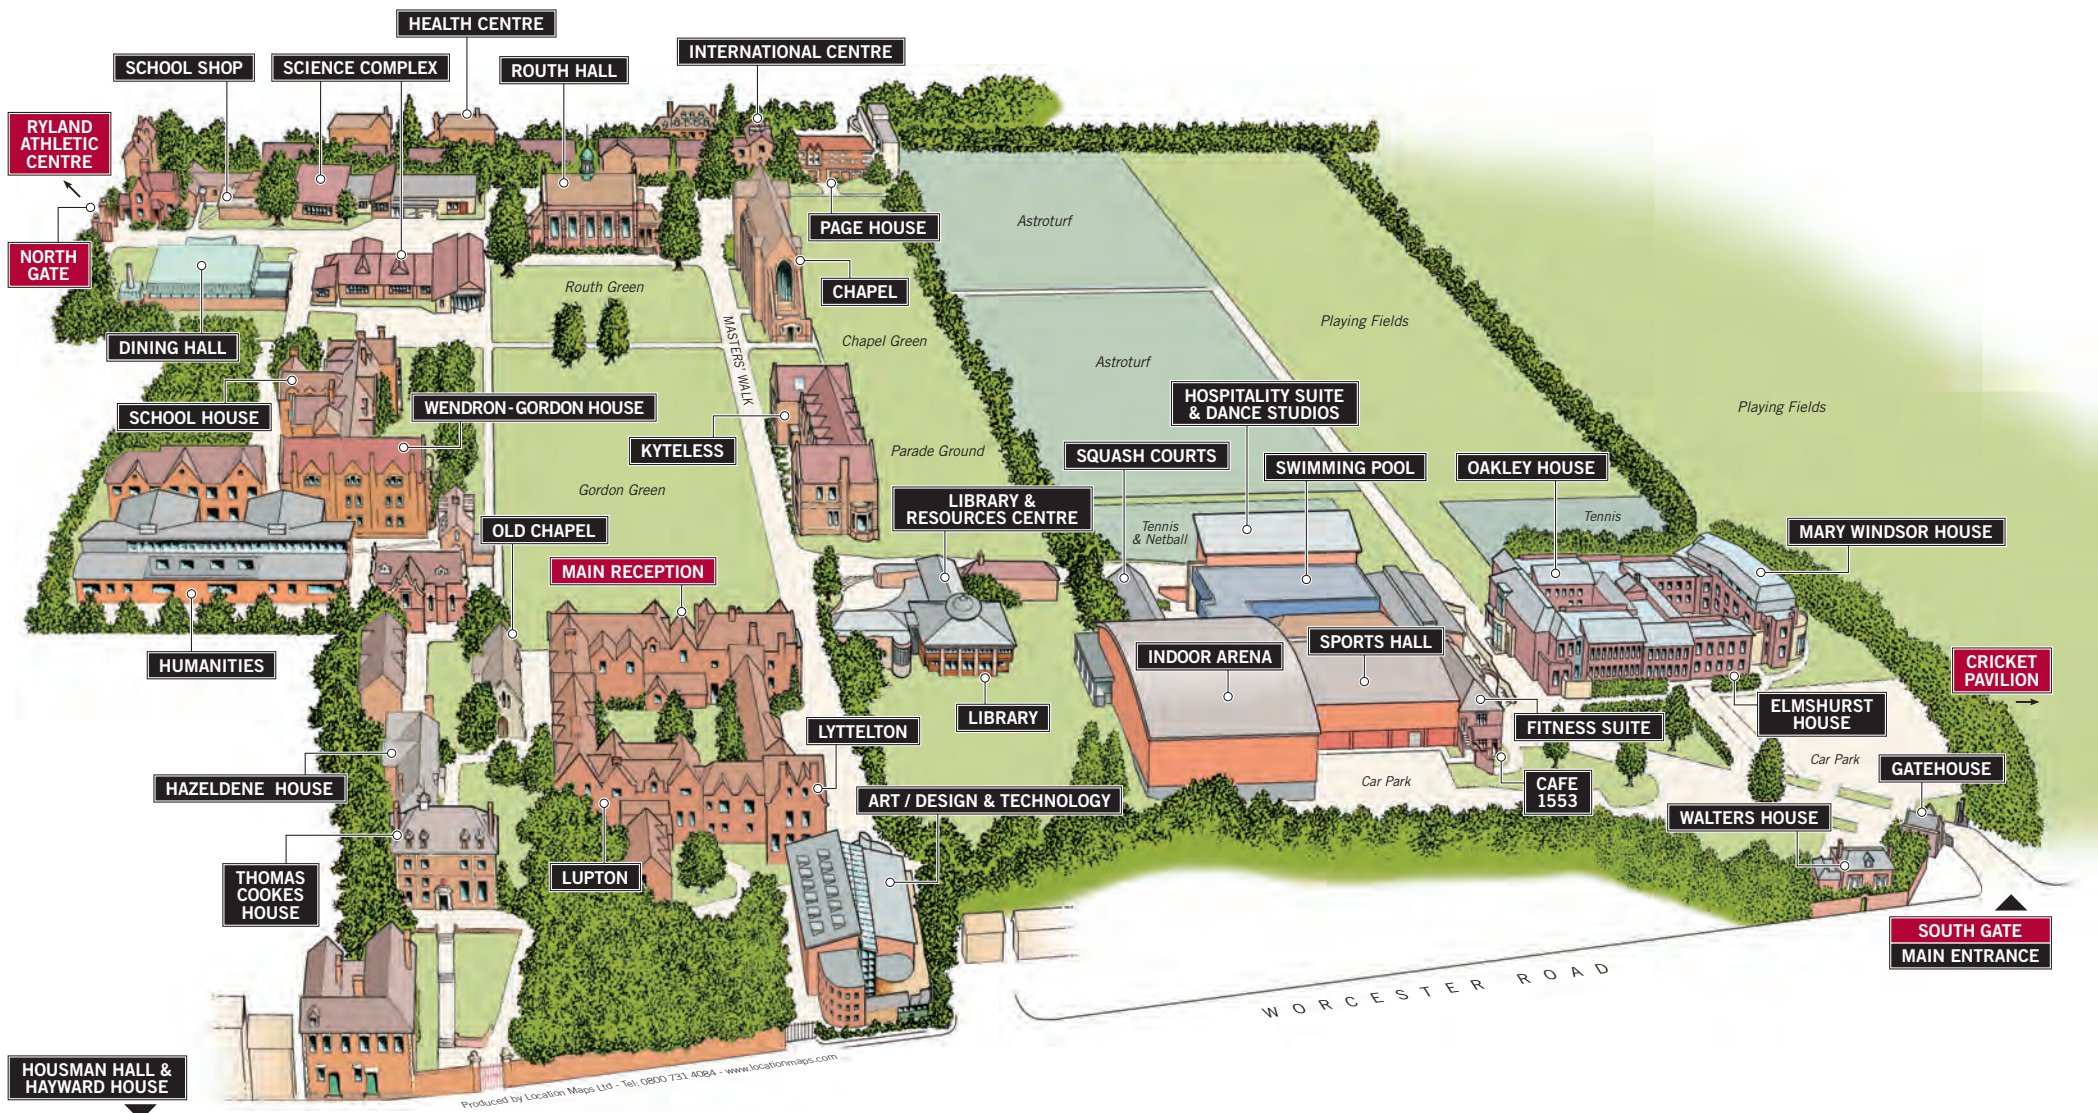 HEALTH CENTRE
INTERNATIONAL CENTRE
SCHOOL SHOP
SCIENCE COMPLEX
ROUTH HALL
RYLAND
ATHLETIC
CENTRE
NORTH
GATE
PAGE HOUSE
Astroturf
CHAPEL
Routh Green
MASTERS' WALK
Chapel Green
Playing Fields
DINING HALL
Astroturf
SCHOOL HOUSE
WENDRON-GORDON HOUSE
HOSPITALITY SUITE
& DANCE STUDIOS
Playing Fields
KYTELESS
Parade Ground
SQUASH COURTS
SWIMMING POOL
OAKLEY HOUSE
Gordon Green
LIBRARY &
RESOURCES CENTRE
Tennis
& Netball
Tennis
OLD CHAPEL
MARY WINDSOR HOUSE
MAIN RECEPTION
HUMANITIES
INDOOR ARENA
SPORTS HALL
CRICKET
PAVILION
LIBRARY
ELMSHURST
HOUSE
LYTTELTON
FITNESS SUITE
HAZELDENE HOUSE
Car Park
Car Park
GATEHOUSE
ART / DESIGN & TECHNOLOGY
CAFE
1553
WALTERS HOUSE
THOMAS
COOKES
HOUSE
LUPTON
SOUTH GATE
MAIN ENTRANCE
WORCESTER ROAD
HOUSMAN HALL &
HAYWARD HOUSE
Produced by Location Maps Ltd - Tel: 0800 731 4084 - www.locationmaps.com